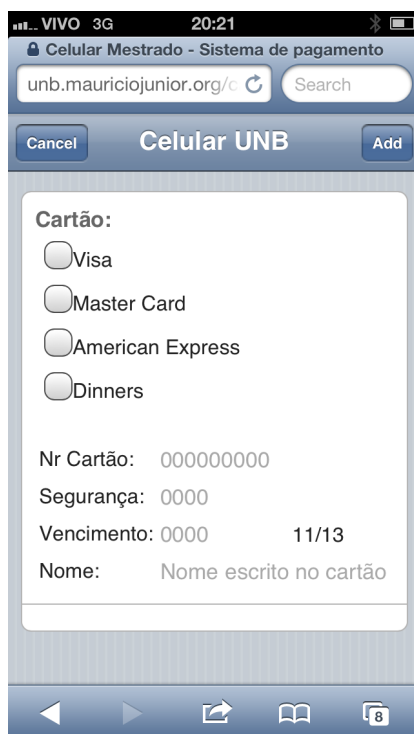 VIVO 3G 20:21
Celular Mestrado - Sistema de pagamento
unb.mauriciojunior.org/c Search
Cancel Celular UNB Add
Cartão:
Visa
Master Card
American Express
Dinners
Nr Cartão: 000000000
Segurança: 0000
Vencimento: 0000 11/13
Nome: Nome escrito no cartão
8